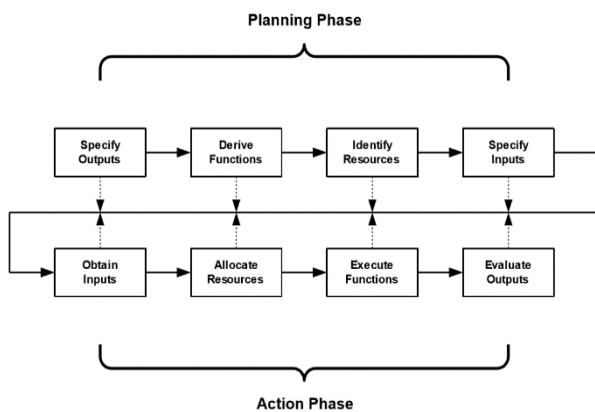 Planning Phase
Specify
Outputs
Derive
Functions
Identify
Resources
Specify
Inputs
Obtain
Inputs
Allocate
Resources
Execute
Functions
Evaluate
Outputs
Action Phase